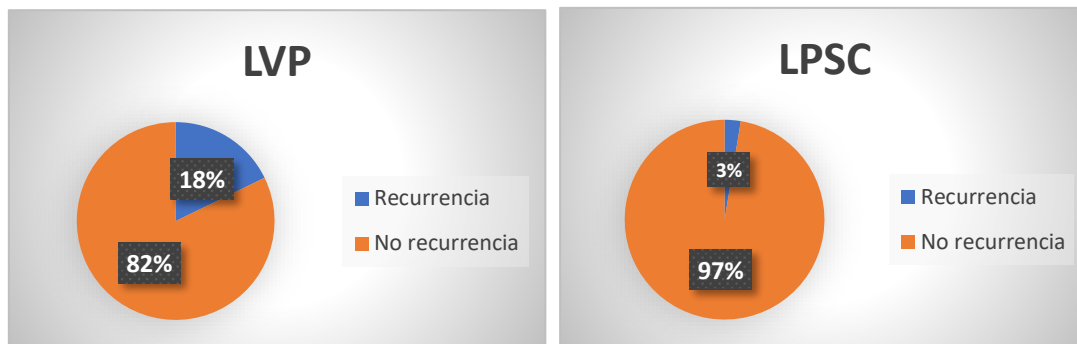 LVP
18%
82%
Recurrencia
No recurrencia
LPSC
3%
97%
Recurrencia
No recurrencia